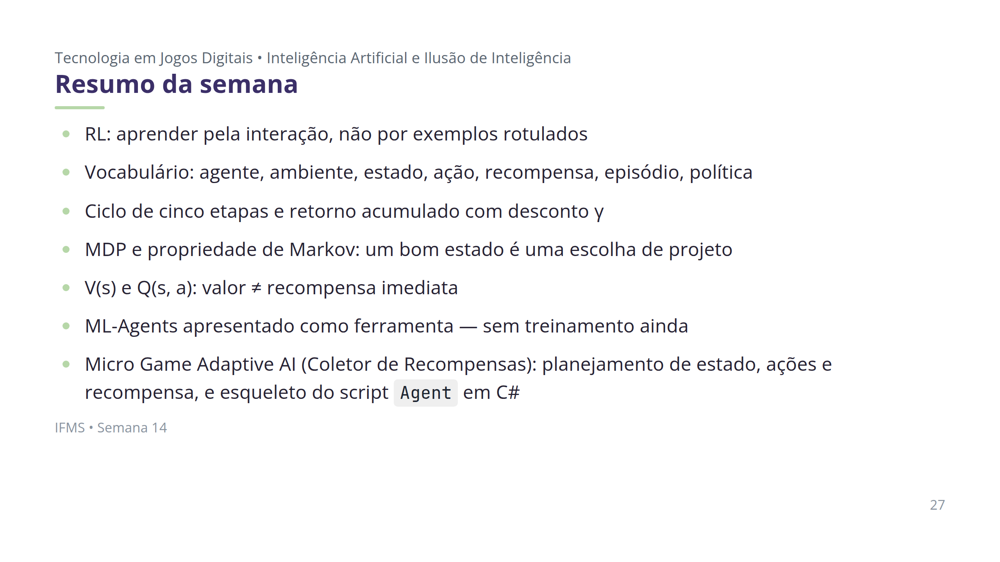 Tecnologia em Jogos Digitais • Inteligência Artificial e Ilusão de Inteligência
Resumo da semana
• RL: aprender pela interação, não por exemplos rotulados
• Vocabulário: agente, ambiente, estado, ação, recompensa, episódio, política
• Ciclo de cinco etapas e retorno acumulado com desconto γ
• MDP e propriedade de Markov: um bom estado é uma escolha de projeto
• V(s) e Q(s, a): valor ≠ recompensa imediata
• ML-Agents apresentado como ferramenta — sem treinamento ainda
• Micro Game Adaptive AI (Coletor de Recompensas): planejamento de estado, ações e
recompensa, e esqueleto do script Agent em C#
IFMS • Semana 14
27